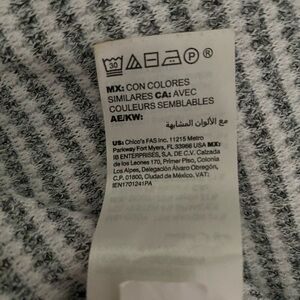 30 P ®
MX: CON COLORES
SIMILARES CA: AVEC
COULEURS SEMBLABLES
AE/KW:
مع الألوان المشابهة
US: Chico's FAS Inc. 11215 Metro
Parkway Fort Myers, FL 33966 USA MX:
IB ENTERPRISES, S.A. DE C.V. Calzada
de los Leones 170, Primer Piso, Colonia
Los Alpes, Delegación Álvaro Obregón,
C.P. 01800, Ciudad de México. VAT:
IEN1701241PA